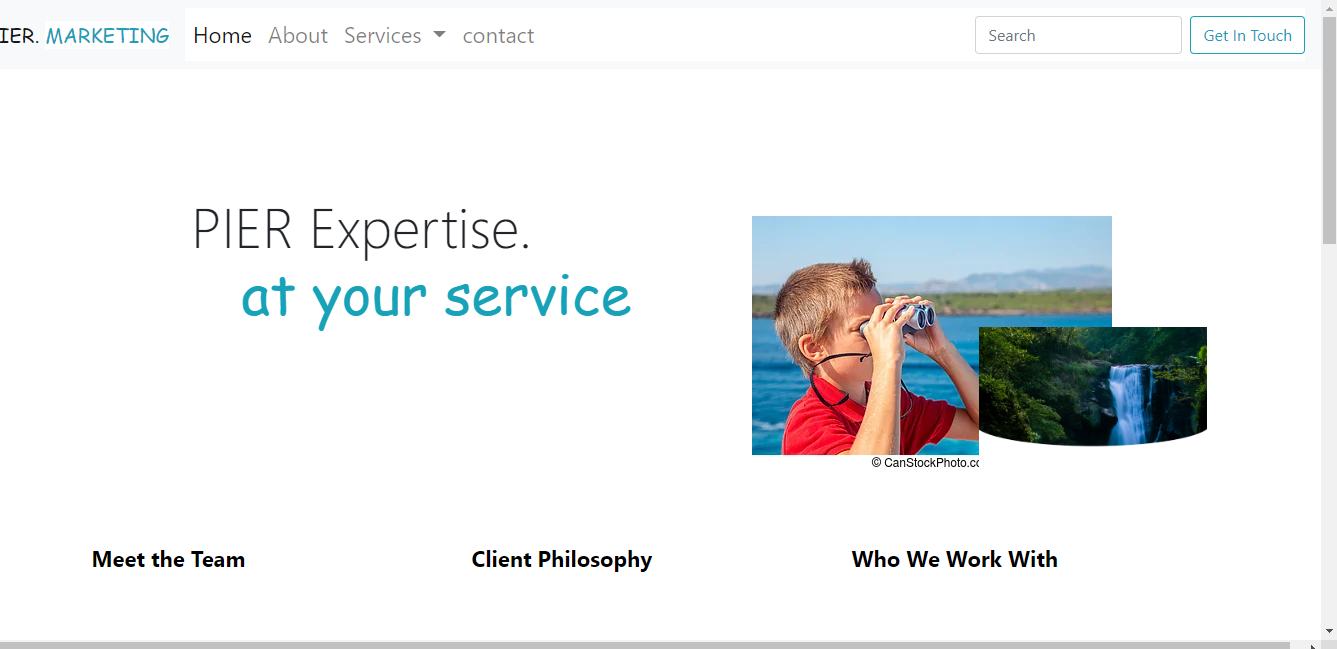 IER. MARKETING Home About Services contact Search Get In Touch
PIER Expertise.
at your service
© CanStockPhoto.co
Meet the Team Client Philosophy Who We Work With